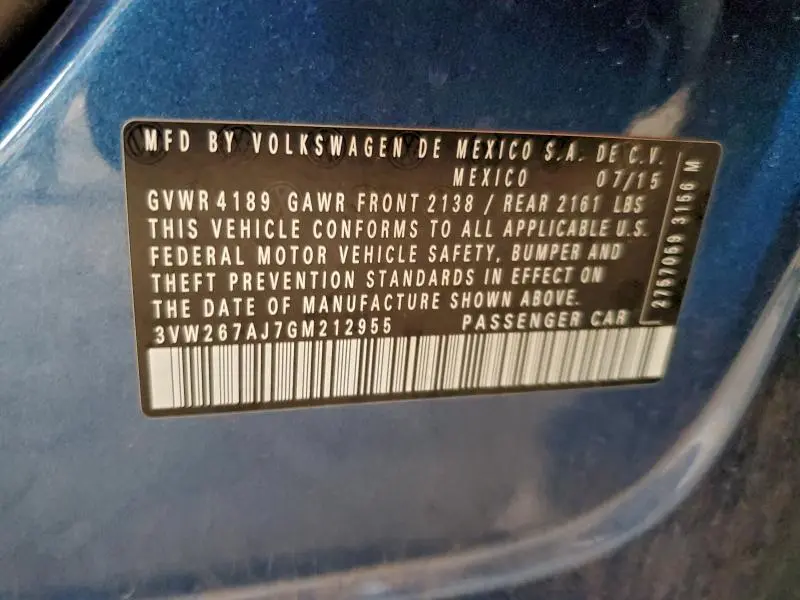 MFD BY VOLKSWAGEN DE MEXICO S.A. DE C.V.
MEXICO 07/15
GVWR 4189 GAWR FRONT 2138 / REAR 2161 LBS
THIS VEHICLE CONFORMS TO ALL APPLICABLE U.S.
FEDERAL MOTOR VEHICLE SAFETY, BUMPER AND
THEFT PREVENTION STANDARDS IN EFFECT ON
THE DATE OF MANUFACTURE SHOWN ABOVE.
3VW267AJ7GM212955 PASSENGER CAR
2757059 3156 M